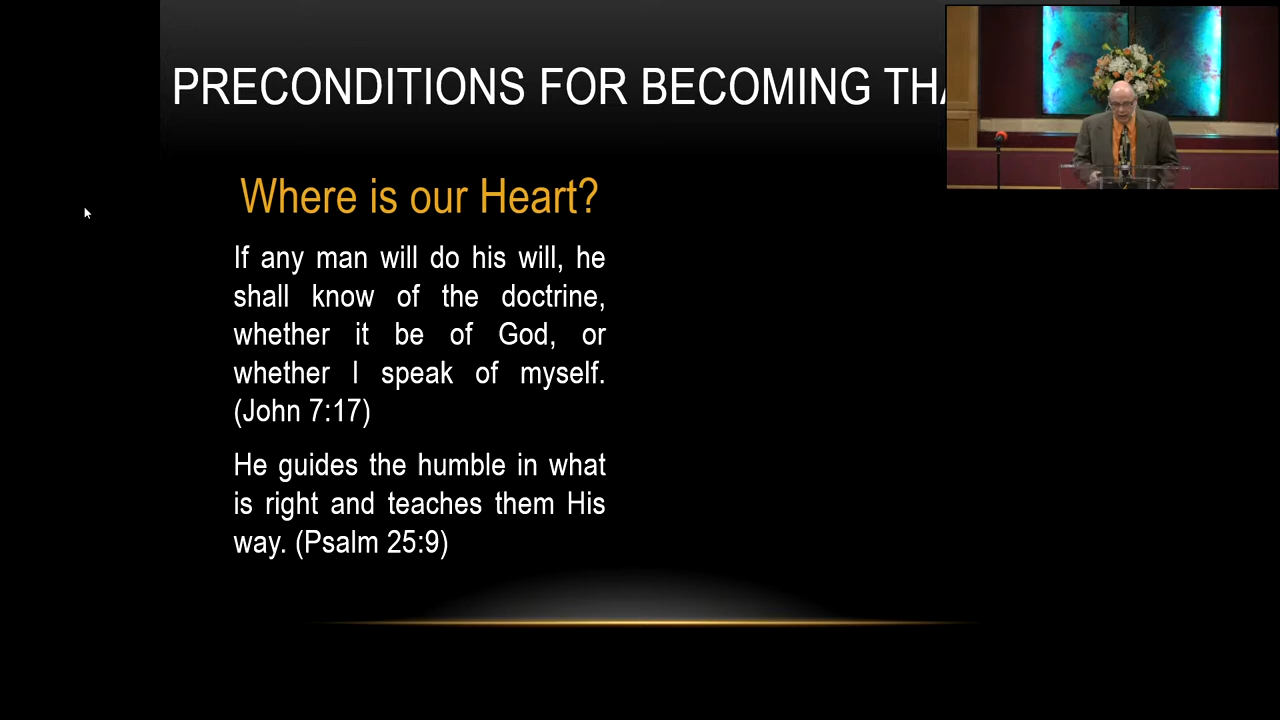 PRECONDITIONS FOR BECOMING
Where is our Heart?
If any man will do his will, he
shall know of the doctrine,
whether it be of God, or
whether I speak of myself.
(John 7:17)
He guides the humble in what
is right and teaches them His
way. (Psalm 25:9)